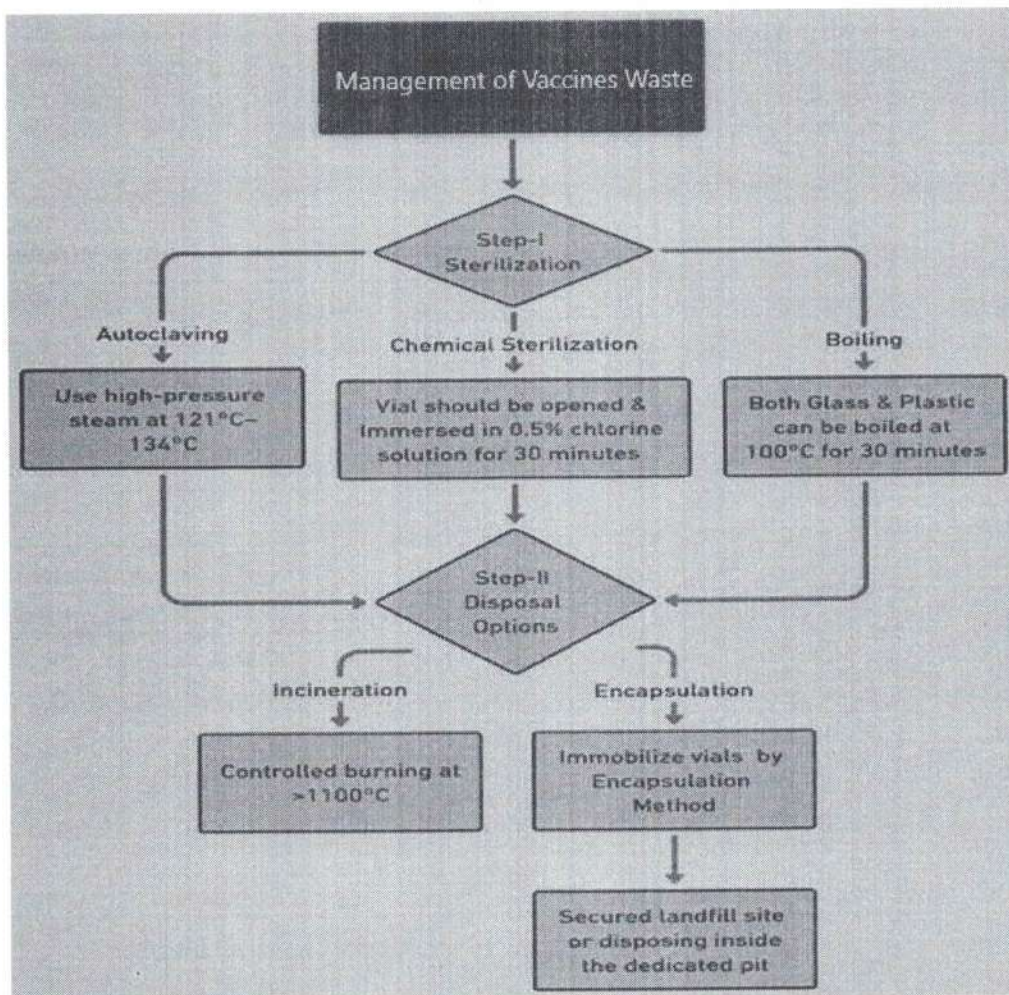 Management of Vaccines Waste
Step-I
Sterilization
Autoclaving
Chemical Sterilization
Boiling
Use high-pressure
steam at 121°C–
134°C
Vial should be opened &
Immersed in 0.5% chlorine
solution for 30 minutes
Both Glass & Plastic
can be boiled at
100°C for 30 minutes
Step-II
Disposal
Options
Incineration
Encapsulation
Controlled burning at
>1100°C
Immobilize vials by
Encapsulation
Method
Secured landfill site
or disposing inside
the dedicated pit